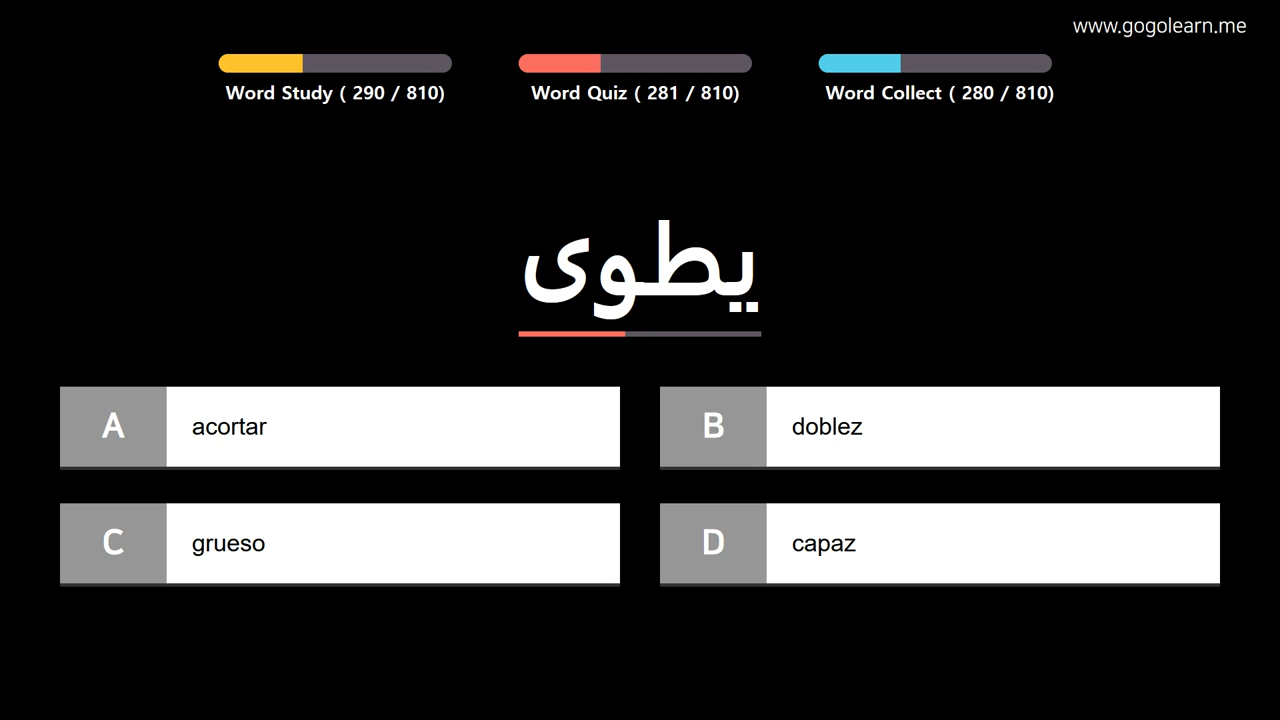 www.gogolearn.me
Word Study ( 290 / 810)
Word Quiz ( 281 / 810)
Word Collect ( 280 / 810)
يطوى
A acortar
B doblez
C grueso
D capaz